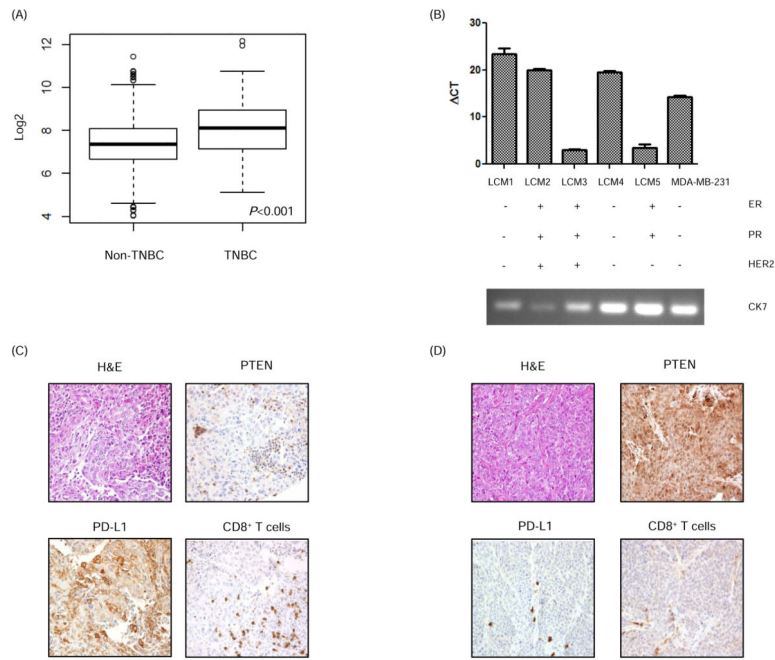 (A)
12
10
8
6
4
Log2
P<0.001
Non-TNBC TNBC
(B)
30
20
10
0
ΔCT
LCM1 LCM2 LCM3 LCM4 LCM5 MDA-MB-231
- + + - + - ER
- + + - + - PR
- + + - - - HER2
CK7
(C)
H&E PTEN
PD-L1 CD8+ T cells
(D)
H&E PTEN
PD-L1 CD8+ T cells